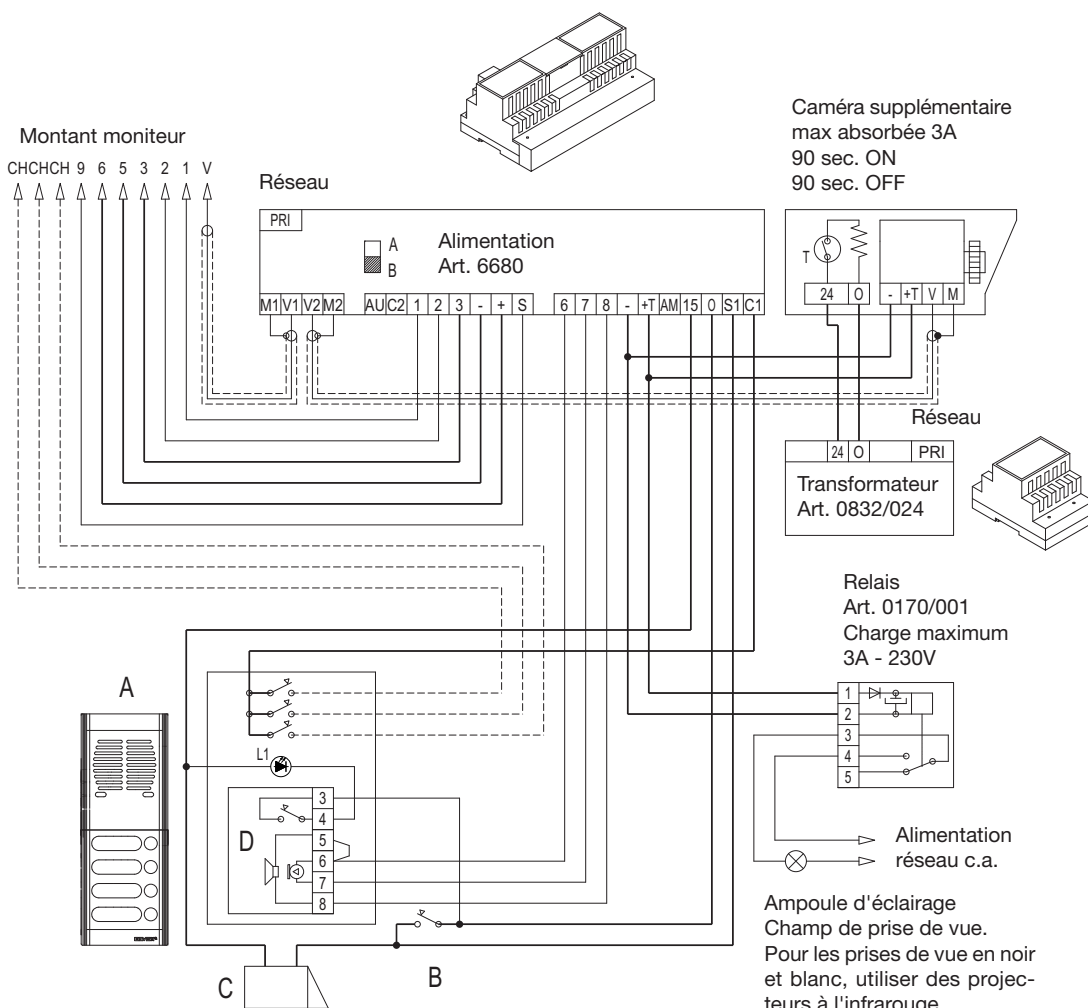 Montant moniteur
CH CH CH 9 6 5 3 2 1 V
Réseau
PRI
A
B
Alimentation
Art. 6680
M1 V1 V2 M2 AU C2 1 2 3 - + S 6 7 8 - +T AM 15 0 S1 C1
Caméra supplémentaire
max absorbée 3A
90 sec. ON
90 sec. OFF
T
24 O - +T V M
Réseau
24 O PRI
Transformateur
Art. 0832/024
Relais
Art. 0170/001
Charge maximum
3A - 230V
1
2
3
4
5
A
L1
D
3
4
5
6
7
8
C
B
Alimentation
réseau c.a.
Ampoule d'éclairage
Champ de prise de vue.
Pour les prises de vue en noir
et blanc, utiliser des projec-
teurs à l'infrarouge